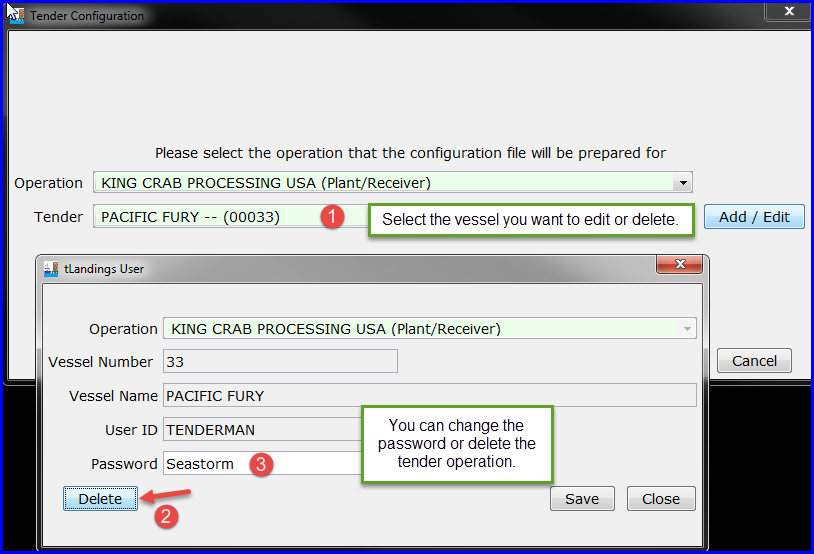 Tender Configuration
Please select the operation that the configuration file will be prepared for
Operation KING CRAB PROCESSING USA (Plant/Receiver)
Tender PACIFIC FURY -- (00033) 1 Select the vessel you want to edit or delete. Add / Edit
tLandings User
Operation KING CRAB PROCESSING USA (Plant/Receiver)
Vessel Number 33
Cancel
Vessel Name PACIFIC FURY
User ID TENDERMAN
You can change the
password or delete the
tender operation.
Password Seastorm 3
Delete 2 Save Close